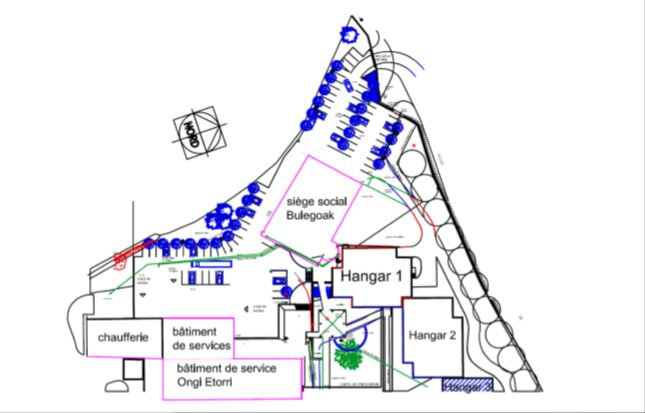 NORD
siège social
Bulegoak
Hangar 1
Hangar 2
chaufferie
bâtiment
de services
bâtiment de service
Ongi Etorri
Hangar 3